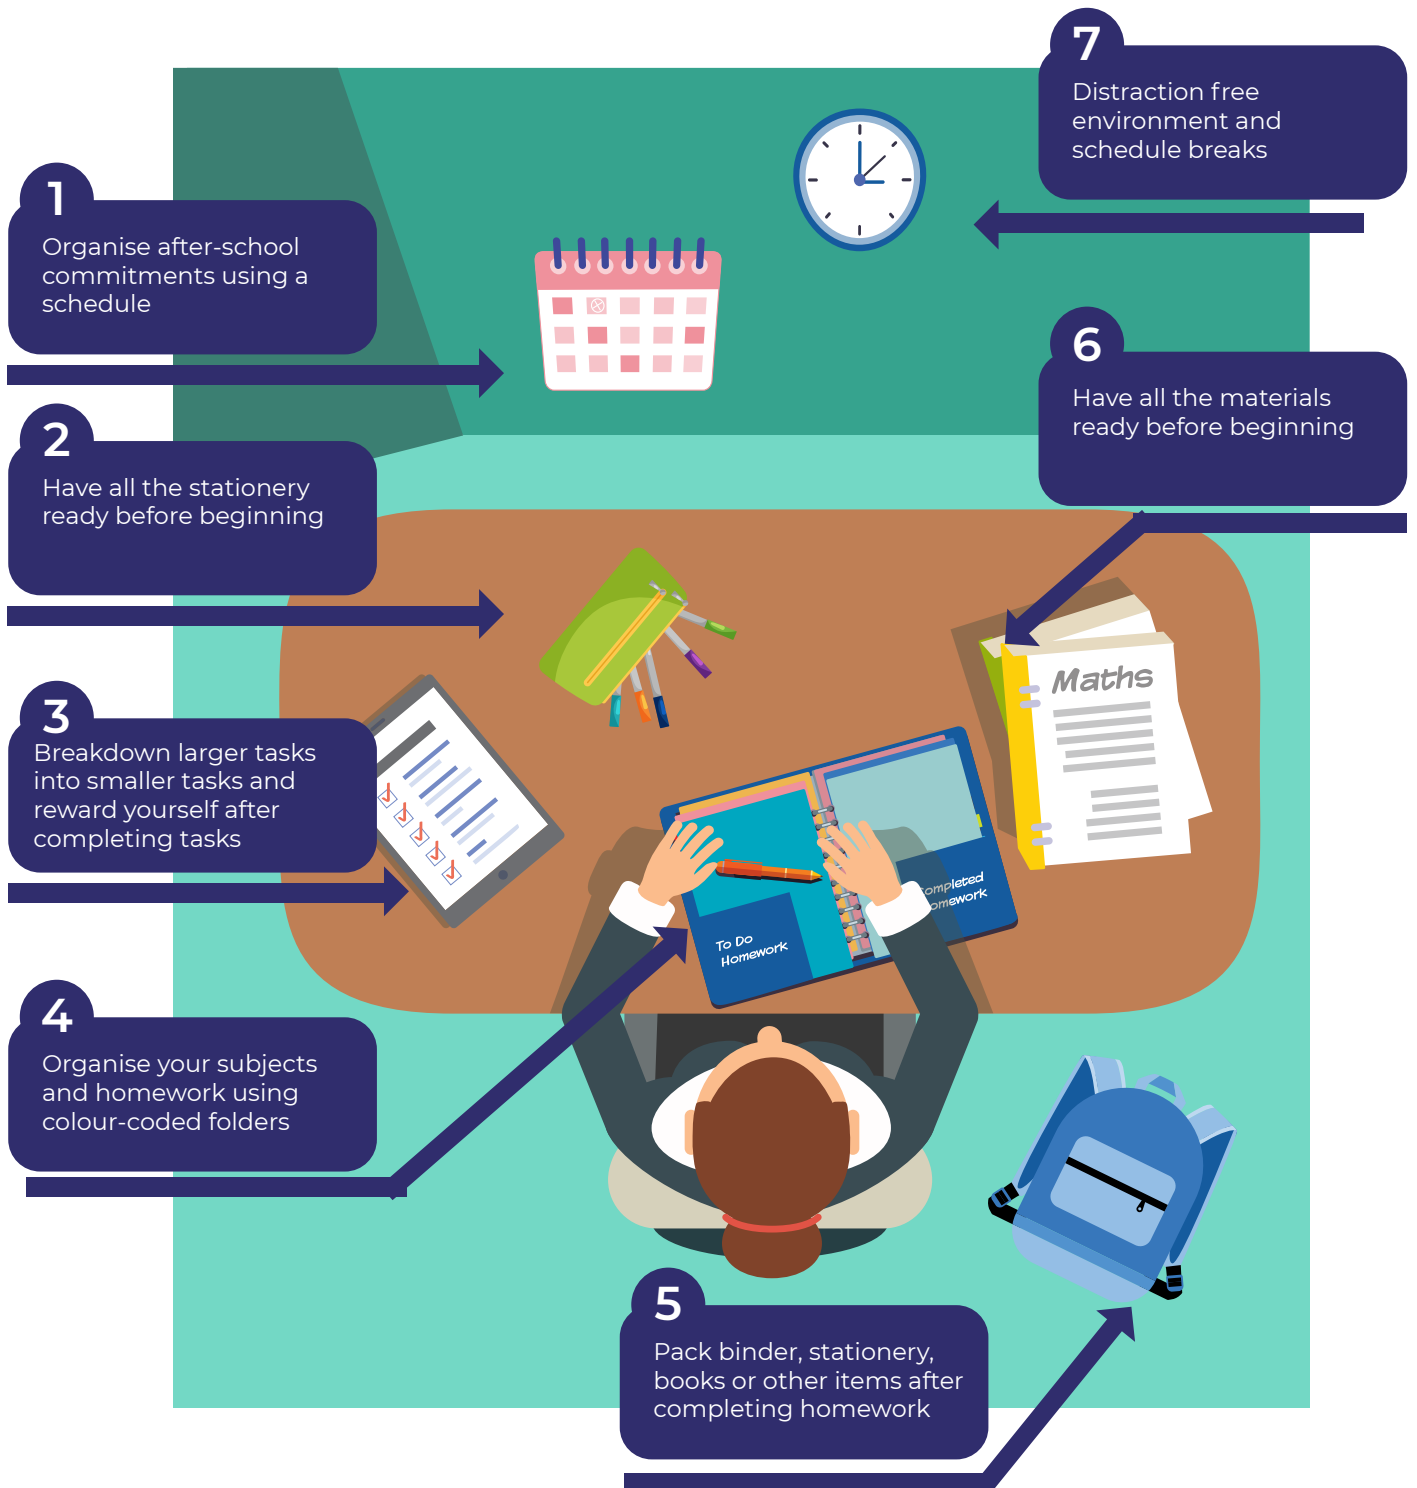 1
Organise after-school
commitments using a
schedule
2
Have all the stationery
ready before beginning
3
Breakdown larger tasks
into smaller tasks and
reward yourself after
completing tasks
4
Organise your subjects
and homework using
colour-coded folders
5
Pack binder, stationery,
books or other items after
completing homework
6
Have all the materials
ready before beginning
7
Distraction free
environment and
schedule breaks
Maths
To Do
Homework
Completed
Homework